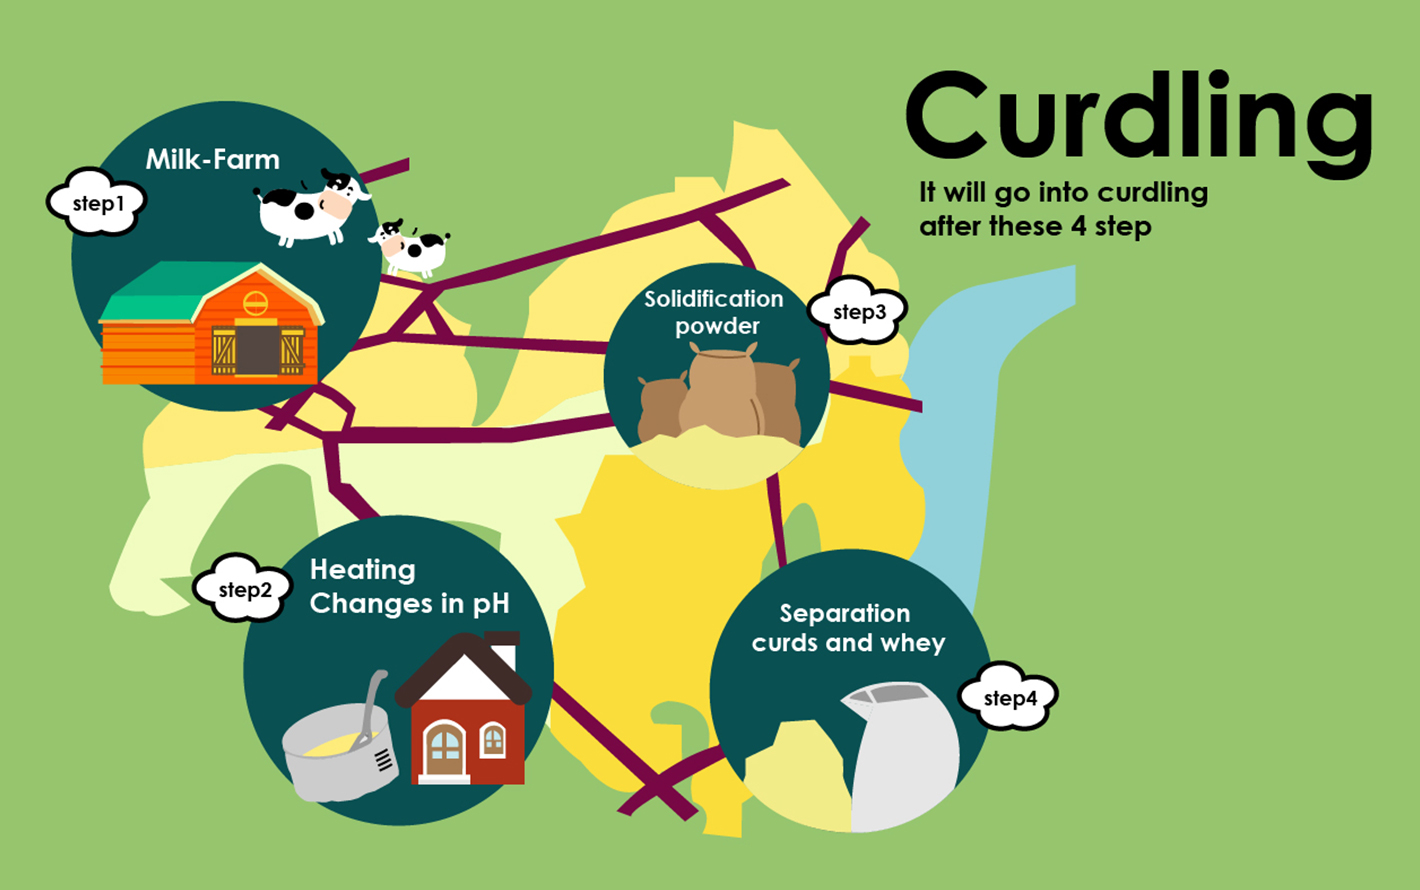 Curdling
It will go into curdling
after these 4 step
Milk-Farm
step1
Heating
Changes in pH
step2
Solidification
powder
step3
Separation
curds and whey
step4